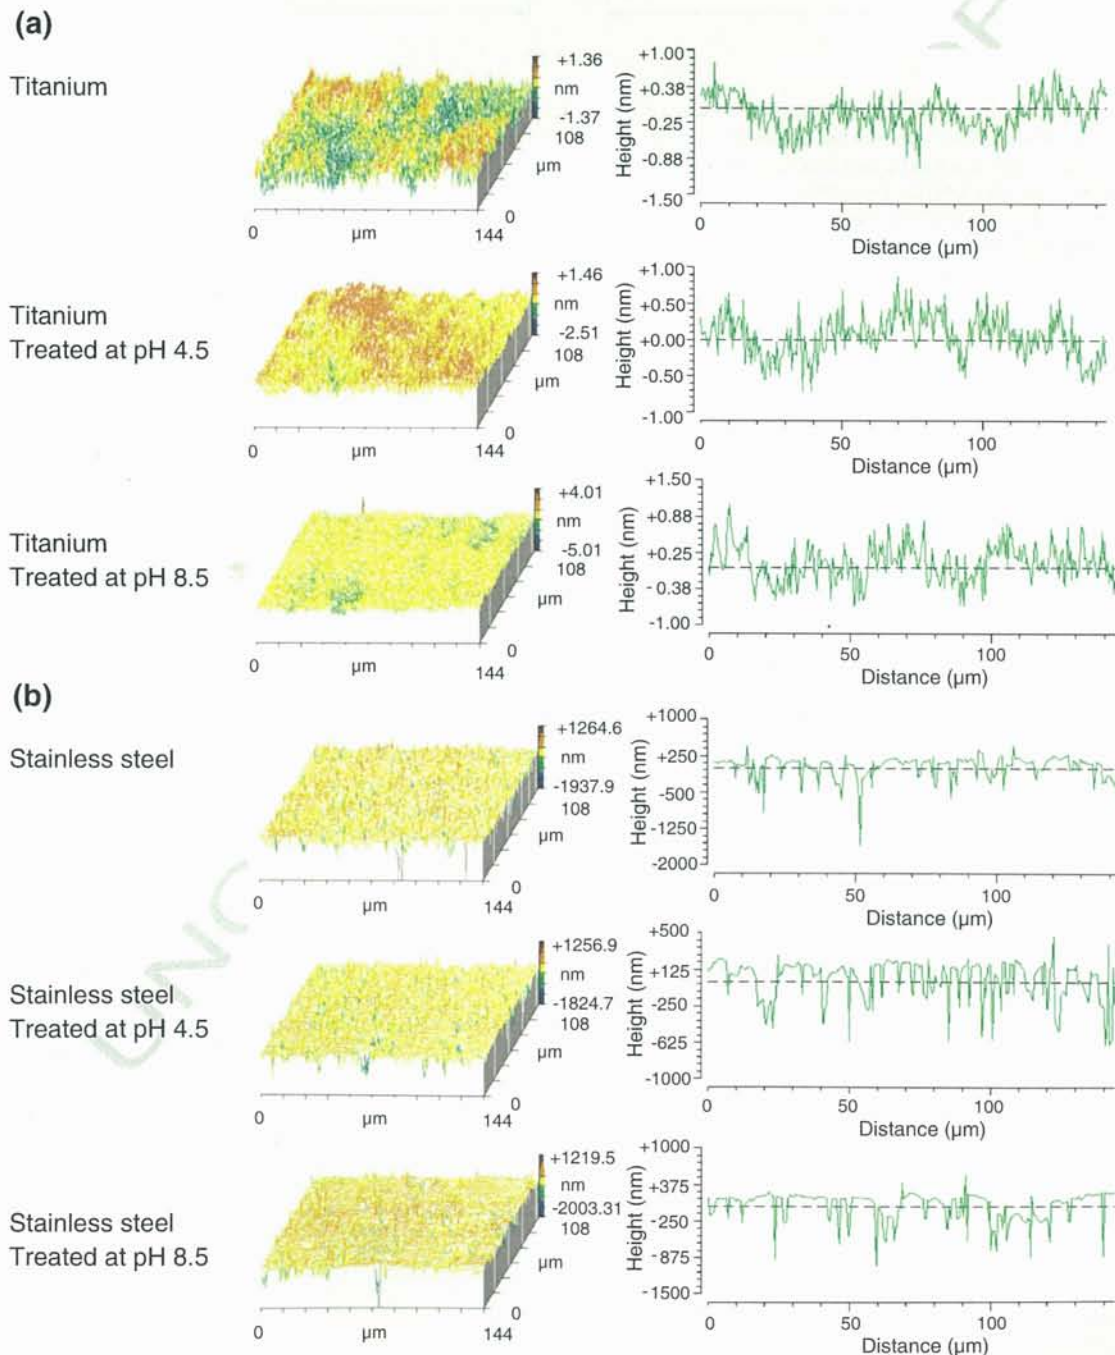 (a)
Titanium
+1.36
nm
-1.37
108
µm
0
0
µm
144
Height (nm)
+1.00
+0.38
-0.25
-0.88
-1.50
50
100
0
Distance (µm)
Titanium
Treated at pH 4.5
+1.46
nm
-2.51
108
µm
0
0
µm
144
Height (nm)
+1.00
+0.50
+0.00
-0.50
-1.00
0
50
100
Distance (µm)
Titanium
Treated at pH 8.5
+4.01
nm
-5.01
108
µm
0
0
µm
144
Height (nm)
+1.50
+0.88
+0.25
-0.38
-1.00
0
50
100
Distance (µm)
(b)
Stainless steel
+1264.6
nm
-1937.9
108
µm
0
0
µm
144
Height (nm)
+1000
+250
-500
-1250
-2000
0
50
100
Distance (µm)
Stainless steel
Treated at pH 4.5
+1256.9
nm
-1824.7
108
µm
0
0
µm
144
Height (nm)
+500
+125
-250
-625
-1000
0
50
100
Distance (µm)
Stainless steel
Treated at pH 8.5
+1219.5
nm
-2003.31
108
µm
0
0
µm
144
Height (nm)
+1000
+375
-250
-875
-1500
0
50
100
Distance (µm)